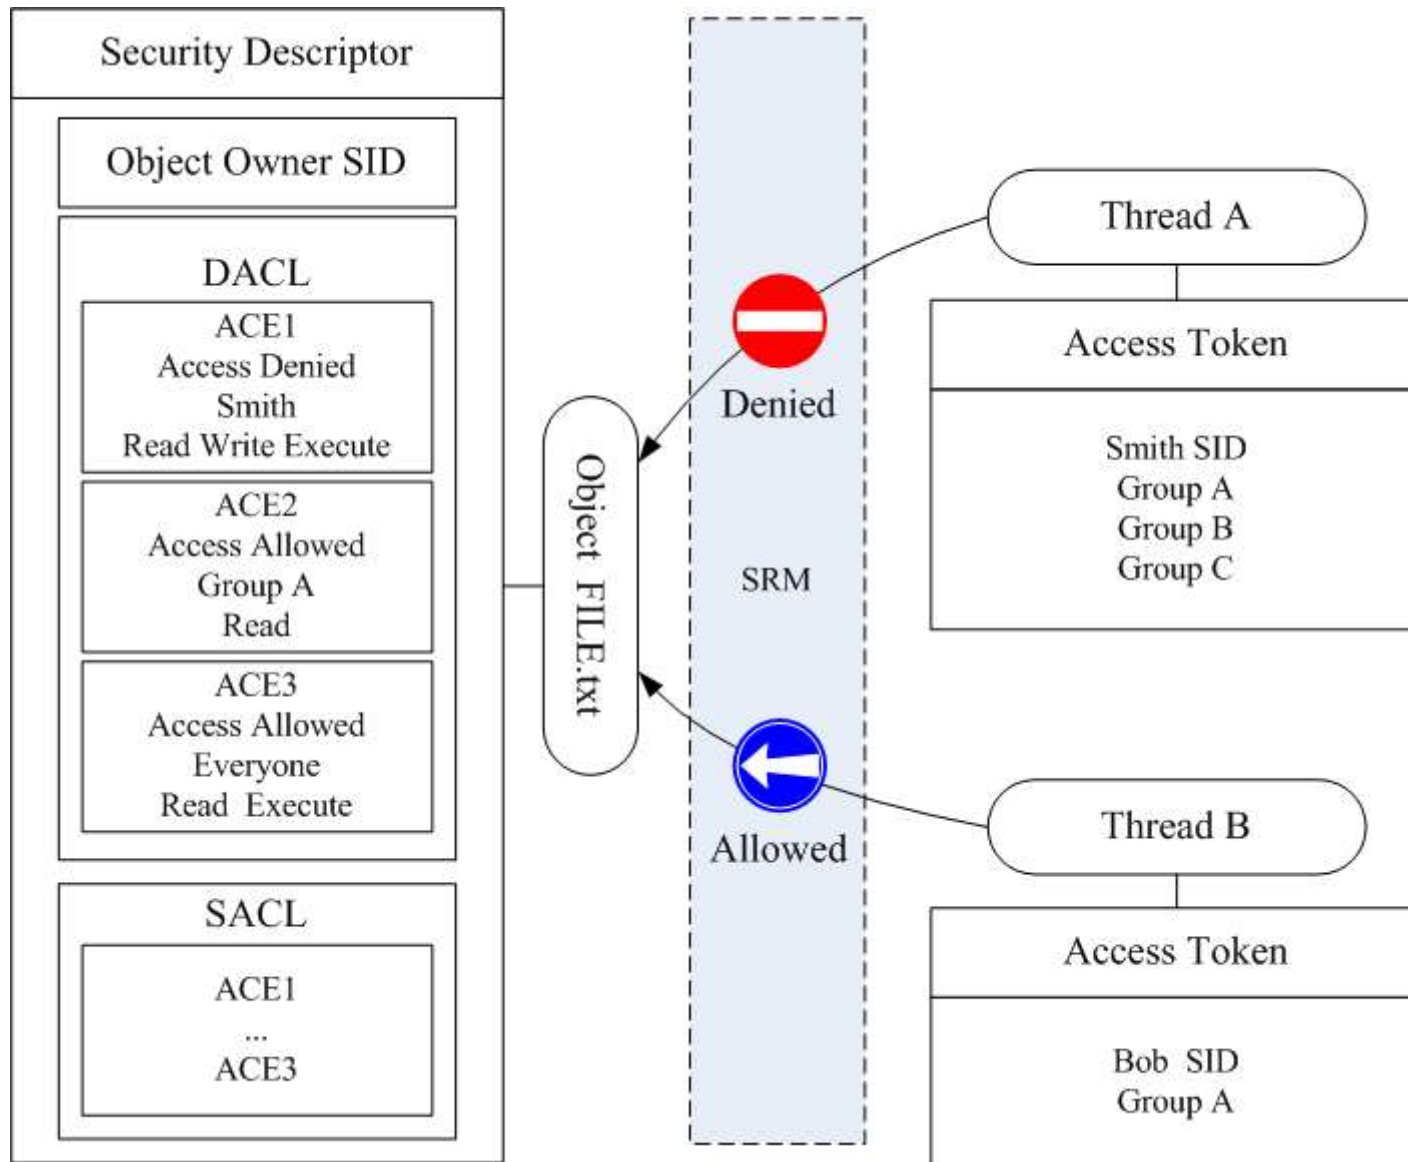 Security Descriptor
Object Owner SID
DACL
ACE1
Access Denied
Smith
Read Write Execute
ACE2
Access Allowed
Group A
Read
ACE3
Access Allowed
Everyone
Read Execute
SACL
ACE1
...
ACE3
Object FILE.txt
Denied
SRM
Allowed
Thread A
Access Token
Smith SID
Group A
Group B
Group C
Thread B
Access Token
Bob SID
Group A